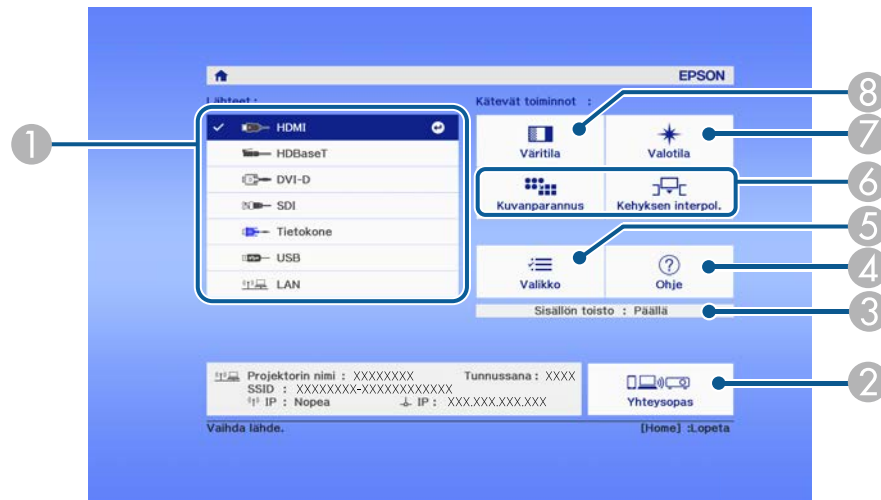 EPSON
Lähteet :
Kätevät toiminnot :
HDMI
HDBaseT
DVI-D
SDI
Tietokone
USB
LAN
Väritila
Valotila
Kuvanparannus
Kehyksen interpol.
Valikko
Ohje
Sisällön toisto : Päällä
Projektorin nimi : XXXXXXXX Tunnussana : XXXX
SSID : XXXXXXXX-XXXXXXXXXXXX
IP : Nopea IP : XXX.XXX.XXX.XXX
Yhteysopas
Vaihda lähde.
[Home] :Lopeta
1
8
7
6
5
4
3
2